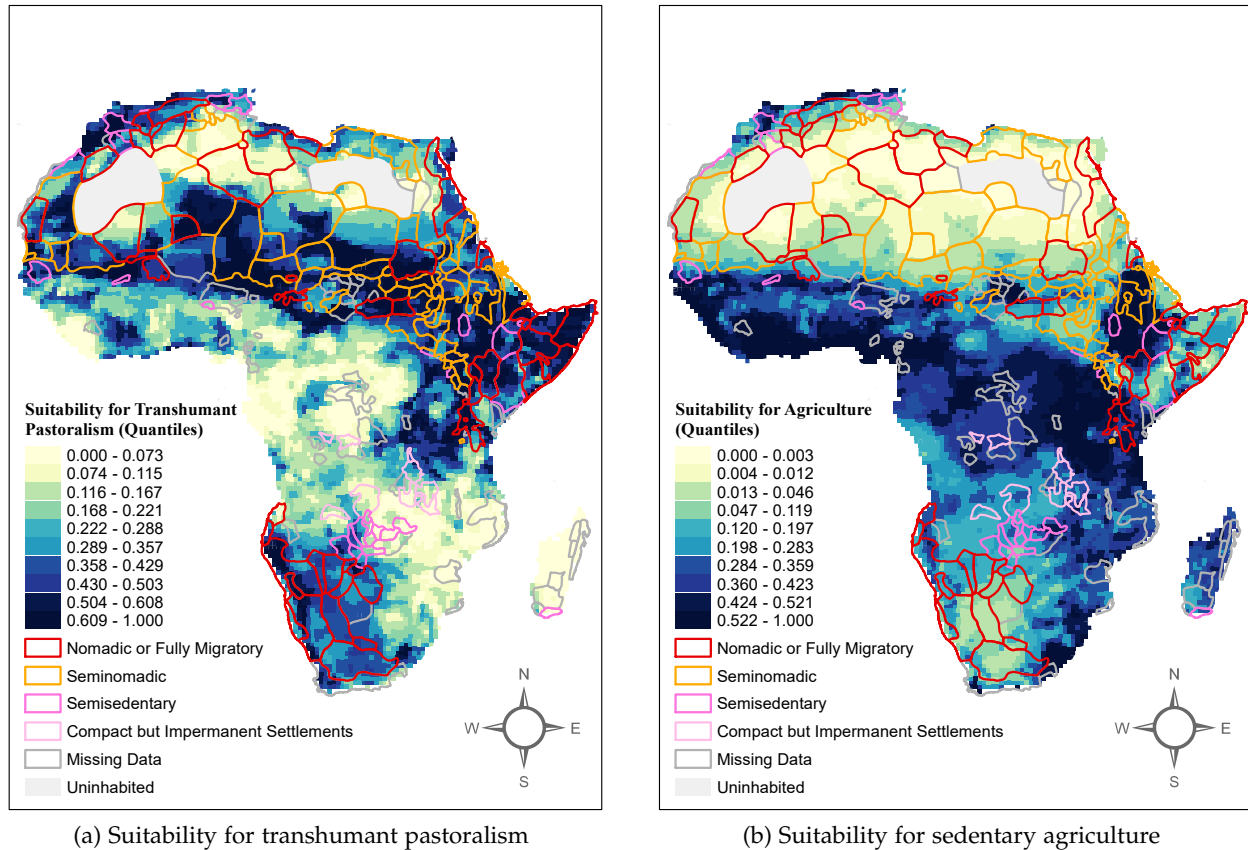 Suitability for Transhumant
Pastoralism (Quantiles)
0.000 - 0.073
0.074 - 0.115
0.116 - 0.167
0.168 - 0.221
0.222 - 0.288
0.289 - 0.357
0.358 - 0.429
0.430 - 0.503
0.504 - 0.608
0.609 - 1.000
Nomadic or Fully Migratory
Seminomadic
Semisedentary
Compact but Impermanent Settlements
Missing Data
Uninhabited
N
W
E
S
(a) Suitability for transhumant pastoralism
Suitability for Agriculture
(Quantiles)
0.000 - 0.003
0.004 - 0.012
0.013 - 0.046
0.047 - 0.119
0.120 - 0.197
0.198 - 0.283
0.284 - 0.359
0.360 - 0.423
0.424 - 0.521
0.522 - 1.000
Nomadic or Fully Migratory
Seminomadic
Semisedentary
Compact but Impermanent Settlements
Missing Data
Uninhabited
N
W
E
S
(b) Suitability for sedentary agriculture